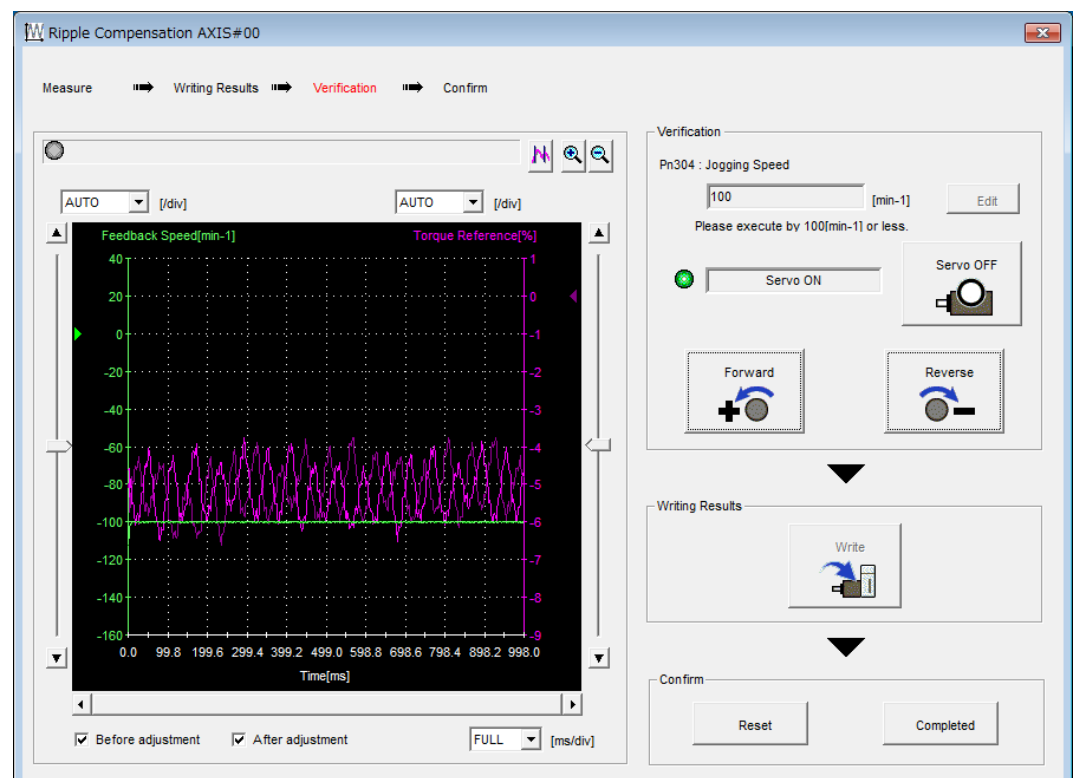 Ripple Compensation AXIS#00
Measure Writing Results Verification Confirm
AUTO [/div] AUTO [/div]
Feedback Speed[min-1] Torque Reference[%]
40 1
20 0
0 -1
-20 -2
-40 -3
-60 -4
-80 -5
-100 -6
-120 -7
-140 -8
-160 -9
0.0 99.8 199.6 299.4 399.2 499.0 598.8 698.6 798.4 898.2 998.0
Time[ms]
Before adjustment After adjustment FULL [ms/div]
Verification
Pn304 : Jogging Speed
100 [min-1] Edit
Please execute by 100[min-1] or less.
Servo ON
Servo OFF
Forward Reverse
Writing Results
Write
Confirm
Reset Completed